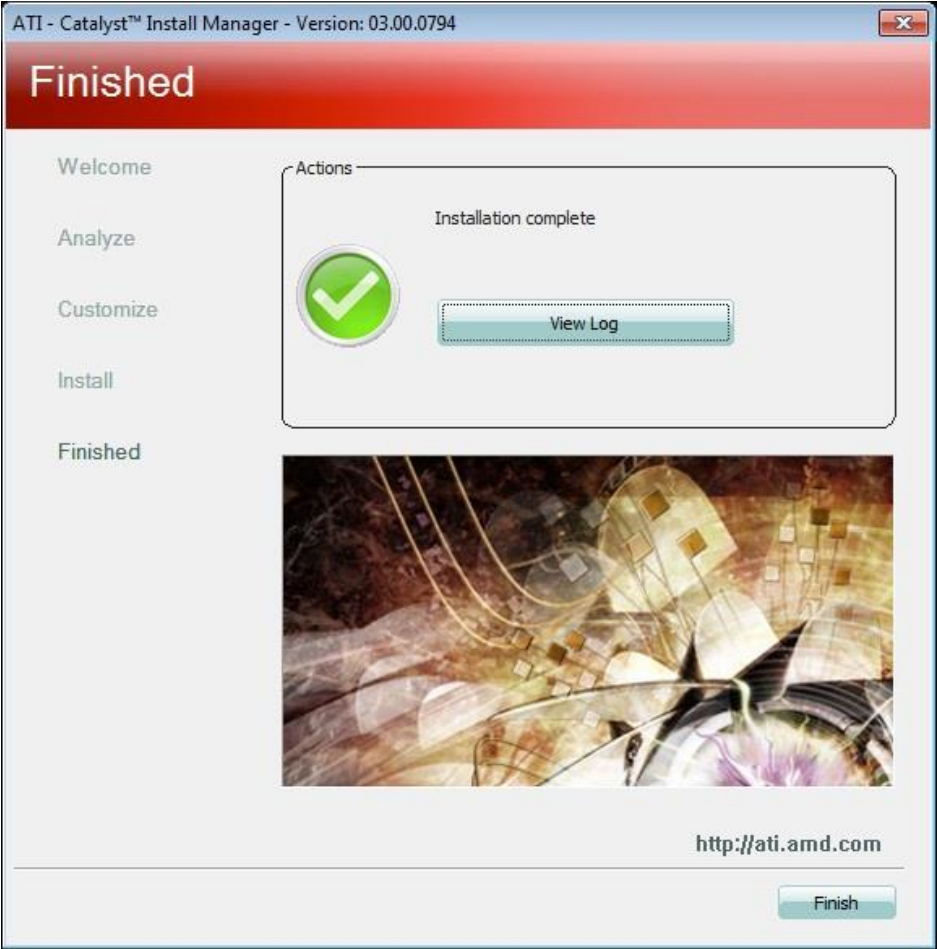 ATI - Catalyst™ Install Manager - Version: 03.00.0794
Finished
Welcome
Analyze
Customize
Install
Finished
Actions
Installation complete
View Log
http://ati.amd.com
Finish